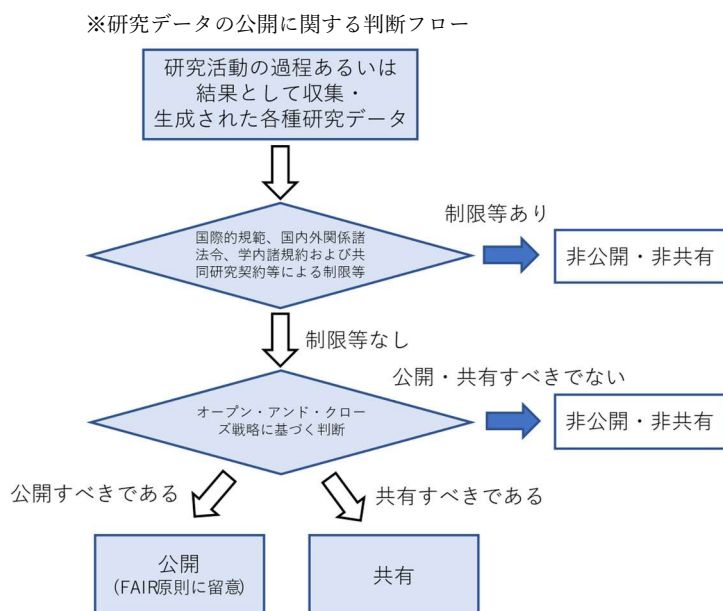 ※研究データの公開に関する判断フロー
研究活動の過程あるいは
結果として収集・
生成された各種研究データ
制限等あり
国際的規範、国内外関係諸
法令、学内諸規約および共
同研究契約等による制限等
非公開・非共有
制限等なし
公開・共有すべきでない
オープン・アンド・クロー
ズ戦略に基づく判断
非公開・非共有
公開すべきである
共有すべきである
公開
(FAIR原則に留意)
共有